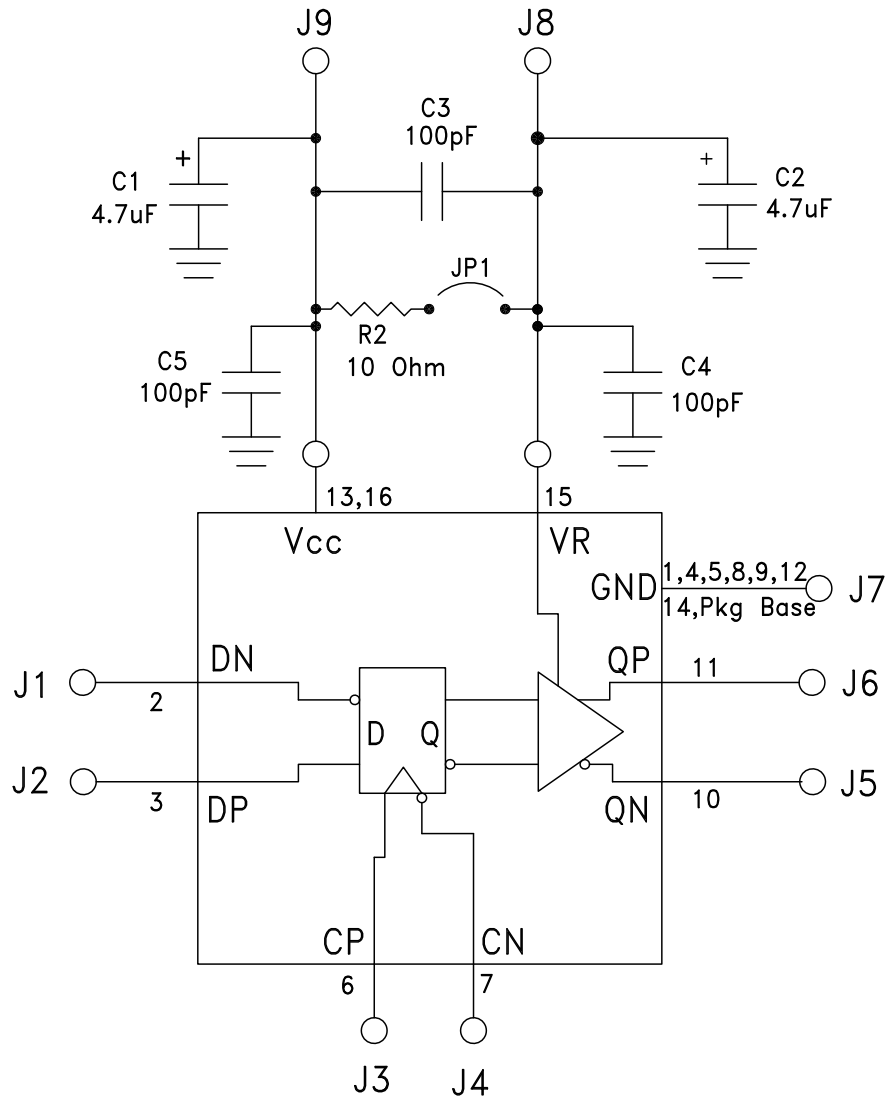 J9
J8
C3
100pF
+
C1
4.7uF
+
C2
4.7uF
JP1
R2
10 Ohm
C5
100pF
C4
100pF
13,16
15
Vcc
VR
GND
1,4,5,8,9,12
14,Pkg Base
J7
DN
QP
J1
2
11
J6
D
Q
J2
3
DP
QN
10
J5
CP
CN
6
7
J3
J4